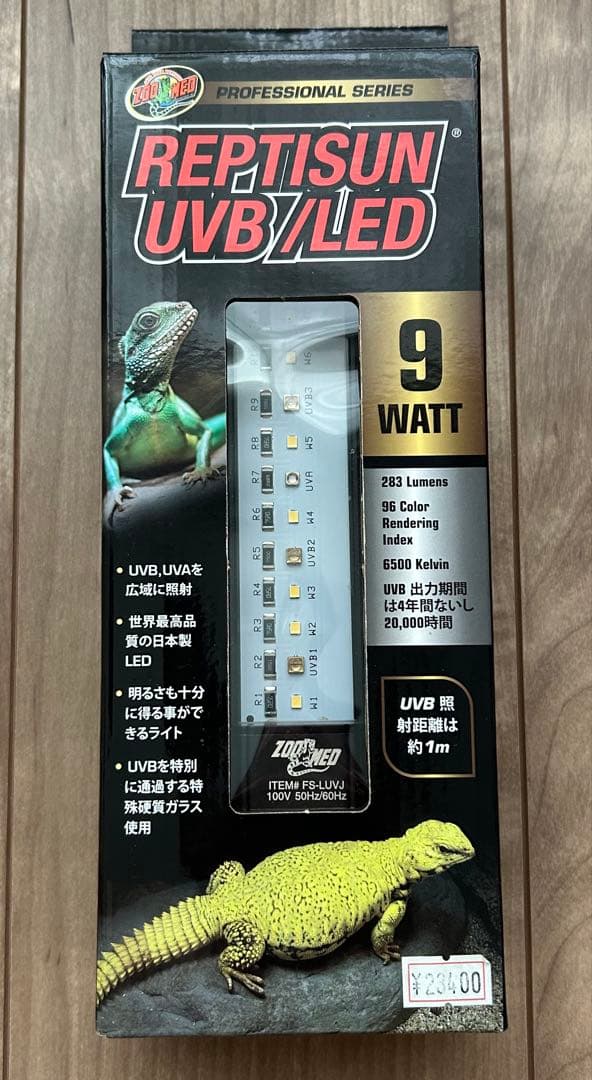 ZOO MED
PROFESSIONAL SERIES
REPTISUN®
UVB/LED
9
WATT
283 Lumens
96 Color
Rendering
Index
6500 Kelvin
UVB 出力期間
は4年間ないし
20,000時間
UVB 照
射距離は
約1m
• UVB,UVAを
広域に照射
• 世界最高品
質の日本製
LED
• 明るさも十分
に得る事がで
きるライト
• UVBを特別
に通過する特
殊硬質ガラス
使用
W6
R9 UVB3
R8 W5
R7 UVA
R6 W4
R5 UVB2
R4 W3
R3 W2
R2 UVB1
R1 W1
ZOO MED
ITEM# FS-LUVJ
100V 50Hz/60Hz
¥23400